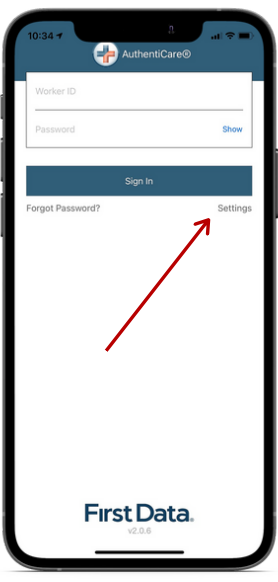 10:34
AuthentiCare®
Worker ID
Password Show
Sign In
Forgot Password? Settings
First Data.
v2.0.6